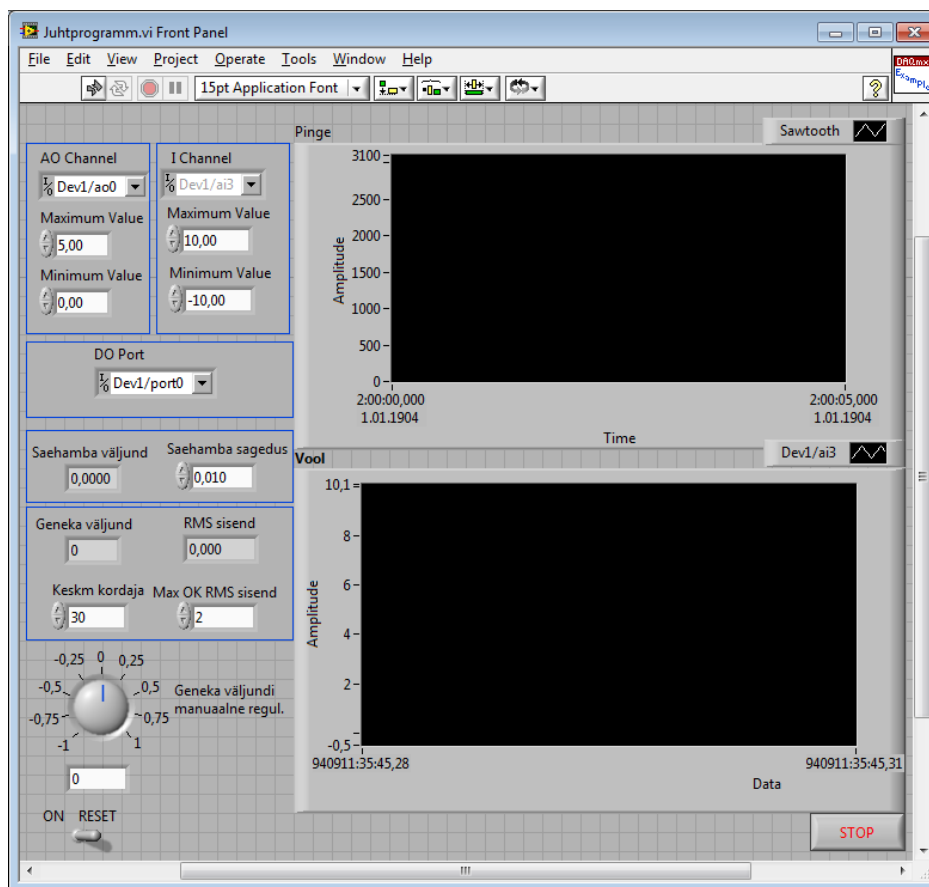 Juhtprogramm.vi Front Panel
File Edit View Project Operate Tools Window Help
15pt Application Font
?
DAQmx
Example
AO Channel
I/O Dev1/ao0
Maximum Value
5,00
Minimum Value
0,00
I Channel
I/O Dev1/ai3
Maximum Value
10,00
Minimum Value
-10,00
DO Port
I/O Dev1/port0
Saehamba väljund
0,0000
Saehamba sagedus
0,010
Geneka väljund
0
RMS sisend
0,000
Keskm kordaja
30
Max OK RMS sisend
2
-0,25 0 0,25
-0,5 0,5
-0,75 0,75
-1 1
Geneka väljundi
manuaalne regul.
0
ON RESET
Pinge
Sawtooth
3100
2500
2000
1500
1000
500
0
Amplitude
2:00:00,000
1.01.1904
2:00:05,000
1.01.1904
Time
Vool
Dev1/ai3
10,1
8
6
4
2
-0,5
Amplitude
940911:35:45,28
940911:35:45,31
Data
STOP